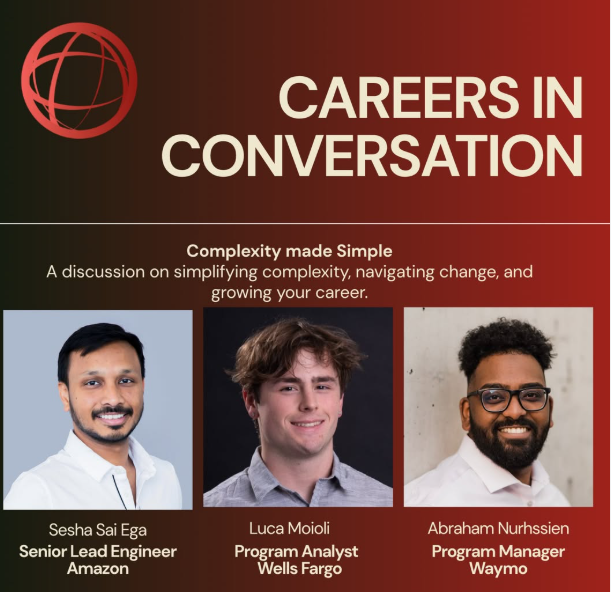 CAREERS IN
CONVERSATION
Complexity made Simple
A discussion on simplifying complexity, navigating change, and
growing your career.
Sesha Sai Ega
Senior Lead Engineer
Amazon
Luca Moioli
Program Analyst
Wells Fargo
Abraham Nurhssien
Program Manager
Waymo